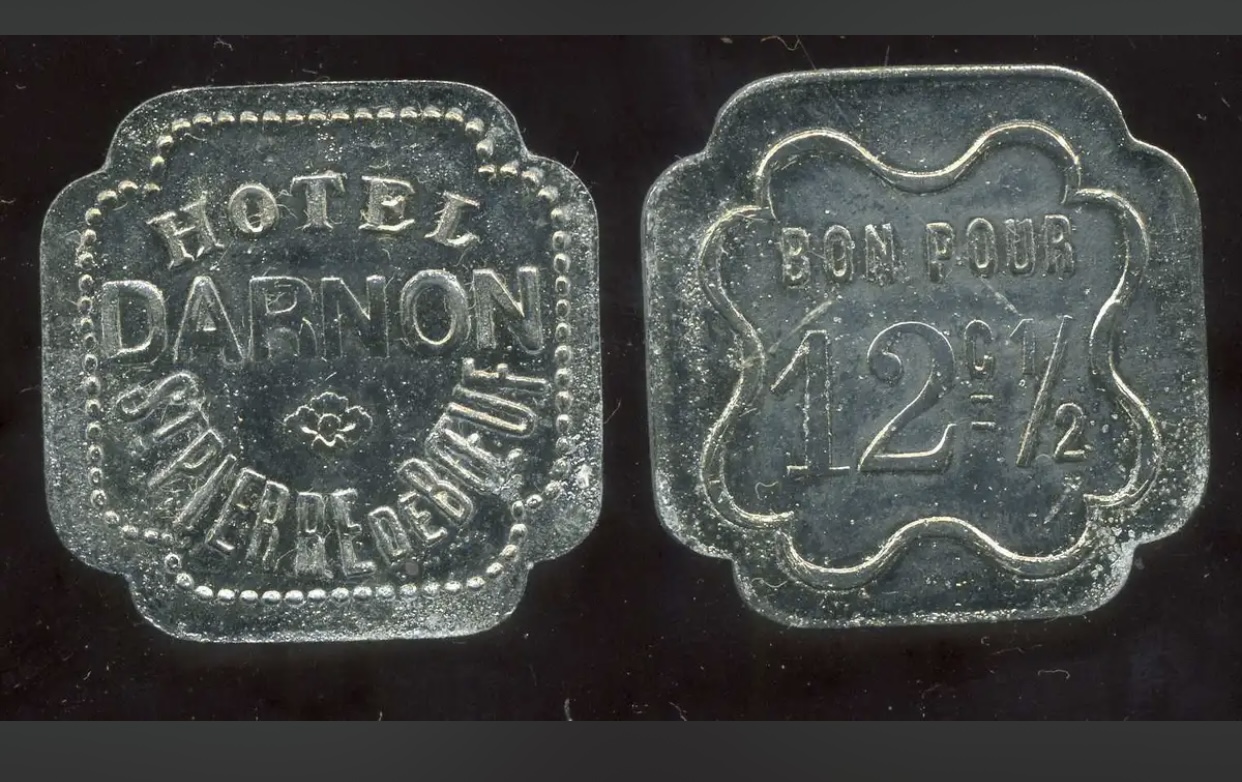 HOTEL
DARNON
ST PIERRE DE BOEUF
BON POUR
12 C 1/2